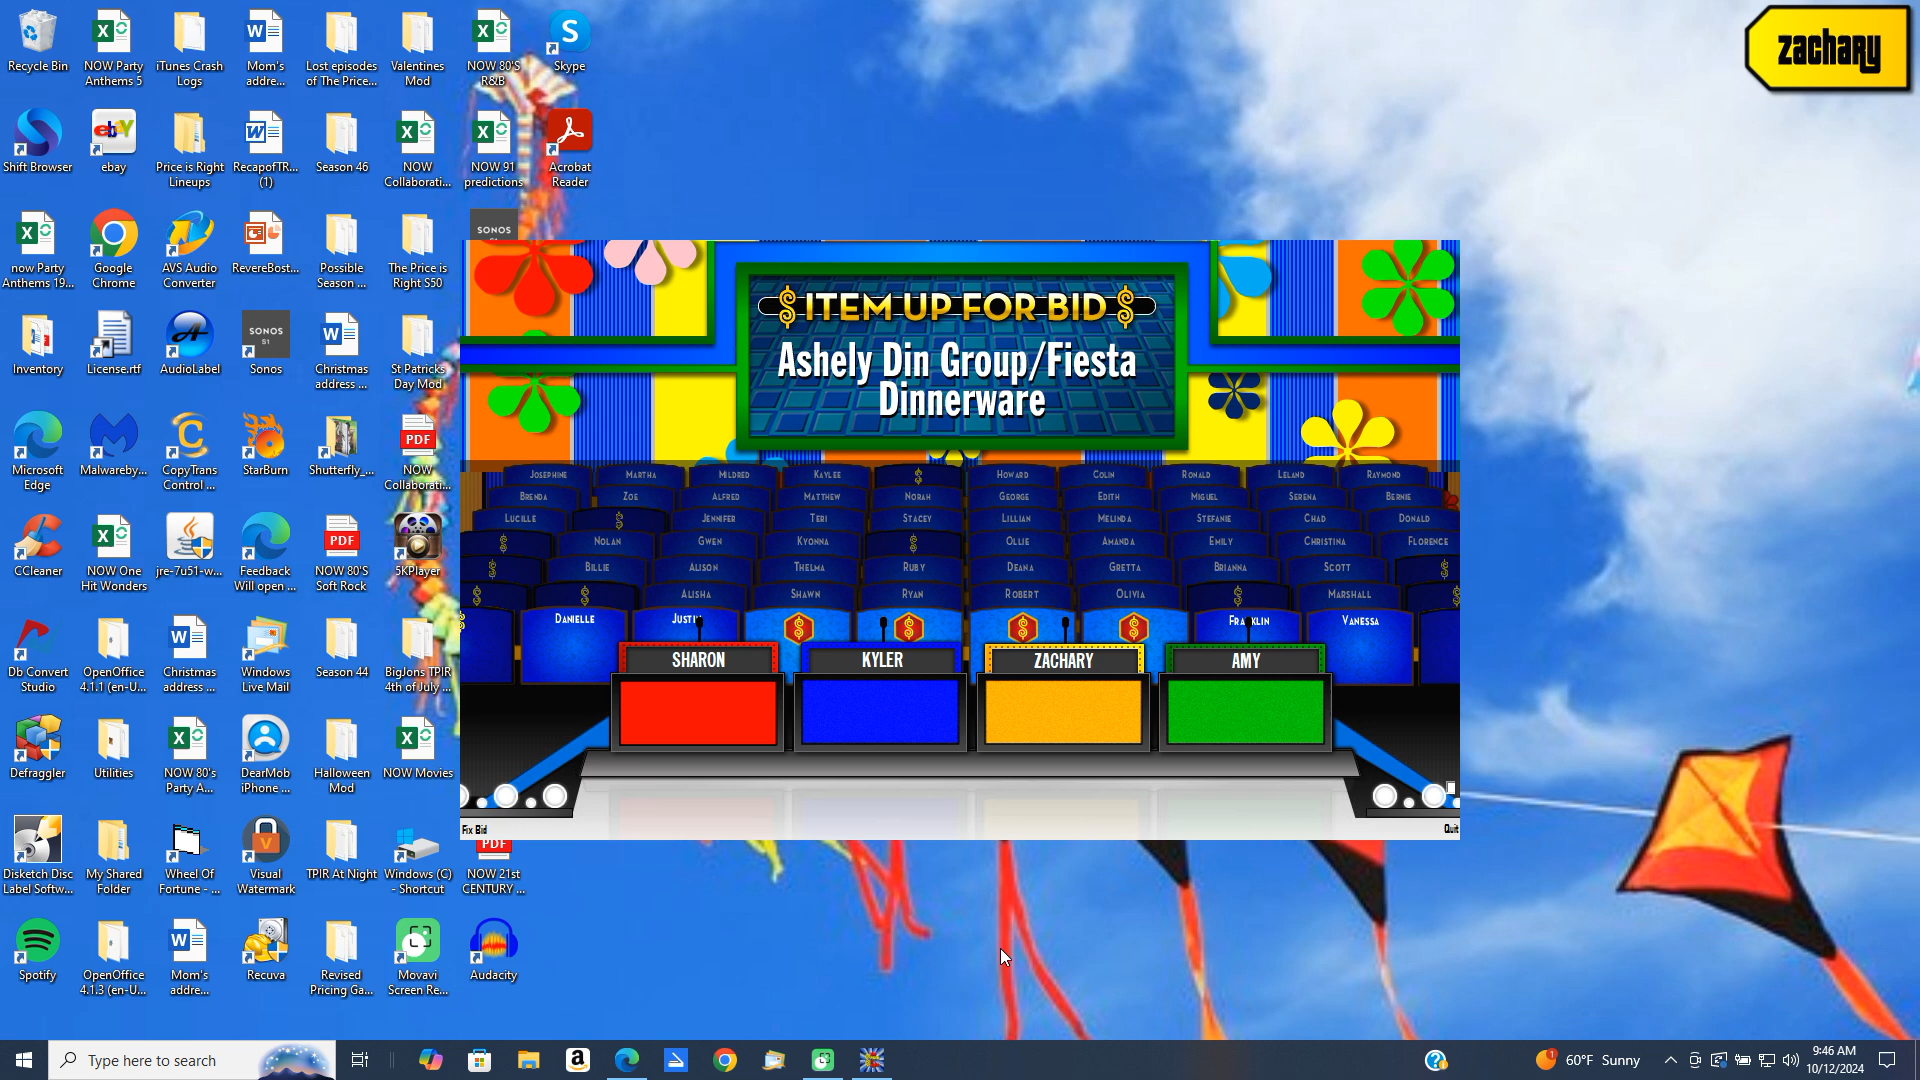 Recycle Bin
NOW Party
Anthems 5
iTunes Crash
Logs
Mom's
addre...
Lost episodes
of The Price...
Valentines
Mod
NOW 80'S
R&B
Skype
zachary
Shift Browser
ebay
Price is Right
Lineups
RecapofTR...
(1)
Season 46
NOW
Collaborati...
NOW 91
predictions
Acrobat
Reader
SONOS
now Party
Anthems 19...
Google
Chrome
AVS Audio
Converter
RevereBost...
Possible
Season ...
The Price is
Right S50
ITEM UP FOR BID
Ashely Din Group/Fiesta
Dinnerware
SONOS
S1
Inventory
License.rtf
AudioLabel
Sonos
Christmas
address ...
St Patricks
Day Mod
PDF
Microsoft
Edge
Malwareby...
CopyTrans
Control ...
StarBurn
Shutterfly_...
NOW
Collaborati...
JOSEPHINE MARTHA MILDRED KAYLEE HOWARD COLIN RONALD LELAND RAYMOND
BRENDA ZOE ALFRED MATTHEW NORAH GEORGE EDITH MIGUEL SERENA BERNIE
LUCILLE JENNIFER TERI STACEY LILLIAN MELINDA STEFANIE CHAD DONALD
NOLAN GWEN KYONNA OLLIE AMANDA EMILY CHRISTINA FLORENCE
BILLIE ALISON THELMA RUBY DEANA GRETTA BRIANNA SCOTT
ALISHA SHAWN RYAN ROBERT OLIVIA MARSHALL
DANIELLE JUSTIN FRANKLIN VANESSA
SHARON KYLER ZACHARY AMY
CCleaner
NOW One
Hit Wonders
jre-7u51-w...
Feedback
Will open ...
PDF
NOW 80'S
Soft Rock
5KPlayer
Db Convert
Studio
OpenOffice
4.1.1 (en-U...
Christmas
address ...
Windows
Live Mail
Season 44
BigJons TPIR
4th of July ...
Defraggler
Utilities
NOW 80's
Party A...
DearMob
iPhone ...
Halloween
Mod
NOW Movies
Fix Bid
Quit
Disketch Disc
Label Softw...
My Shared
Folder
Wheel Of
Fortune - ...
Visual
Watermark
TPIR At Night
Windows (C)
- Shortcut
PDF
NOW 21st
CENTURY ...
Spotify
OpenOffice
4.1.3 (en-U...
Mom's
addre...
Recuva
Revised
Pricing Ga...
Movavi
Screen Re...
Audacity
Type here to search
60°F Sunny
9:46 AM
10/12/2024